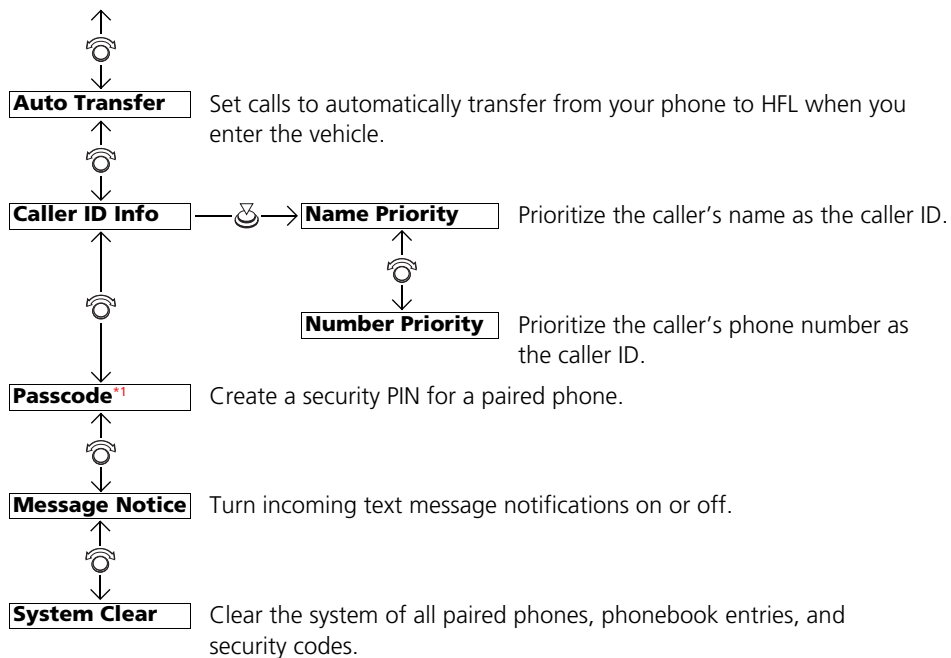 Auto Transfer
Set calls to automatically transfer from your phone to HFL when you
enter the vehicle.
Caller ID Info
Name Priority
Prioritize the caller's name as the caller ID.
Number Priority
Prioritize the caller's phone number as
the caller ID.
Passcode*1
Create a security PIN for a paired phone.
Message Notice
Turn incoming text message notifications on or off.
System Clear
Clear the system of all paired phones, phonebook entries, and
security codes.